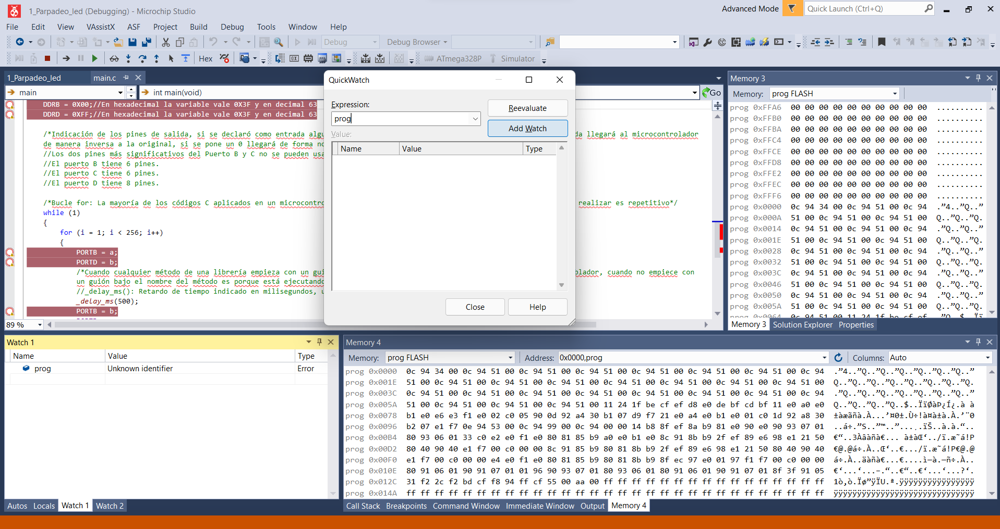 1_Parpadeo_led (Debugging) - Microchip Studio
Advanced Mode
Quick Launch (Ctrl+Q)
File Edit View VAssistX ASF Project Build Debug Tools Window Help
Debug Debug Browser
Hex ATmega328P Simulator
1_Parpadeo_led main.c
main int main(void) Go
DDRB = 0X00;//En hexadecimal la variable vale 0X3F y en decimal 63
DDRD = 0XFF;//En hexadecimal la variable vale 0X3F y en decimal 63
/*Indicación de los pines de salida, si se declaró como entrada algu da llegará al microcontrolador
de manera inversa a la original, si se pone un 0 llegará de forma no
//Los dos pines más significativos del Puerto B y C no se pueden usa
//El puerto B tiene 6 pines.
//El puerto C tiene 6 pines.
//El puerto D tiene 8 pines.
/*Bucle for: La mayoría de los códigos C aplicados en un microcontro realizar es repetitivo*/
while (1)
{
for (i = 1; i < 256; i++)
{
PORTB = a;
PORTD = b;
/*Cuando cualquier método de una librería empieza con un gui olador, cuando no empiece con
un guión bajo el nombre del método es porque está ejecutando
//_delay_ms(): Retardo de tiempo indicado en milisegundos, u
_delay_ms(500);
PORTB = b;
89 %
QuickWatch
Expression:
prog
Reevaluate
Add Watch
Value:
Name Value Type
Close Help
Memory 3
Memory: prog FLASH
prog 0xFFA6 00 00 00 00 00 00 00 00 00 00 ..........
prog 0xFFB0 00 00 00 00 00 00 00 00 00 00 ..........
prog 0xFFBA 00 00 00 00 00 00 00 00 00 00 ..........
prog 0xFFC4 00 00 00 00 00 00 00 00 00 00 ..........
prog 0xFFCE 00 00 00 00 00 00 00 00 00 00 ..........
prog 0xFFD8 00 00 00 00 00 00 00 00 00 00 ..........
prog 0xFFE2 00 00 00 00 00 00 00 00 00 00 ..........
prog 0xFFEC 00 00 00 00 00 00 00 00 00 00 ..........
prog 0xFFF6 00 00 00 00 00 00 00 00 00 00 ..........
prog 0x0000 0c 94 34 00 0c 94 51 00 0c 94 .”4..”Q..”
prog 0x000A 51 00 0c 94 51 00 0c 94 51 00 Q..”Q..”Q.
prog 0x0014 0c 94 51 00 0c 94 51 00 0c 94 .”Q..”Q..”
prog 0x001E 51 00 0c 94 51 00 0c 94 51 00 Q..”Q..”Q.
prog 0x0028 0c 94 51 00 0c 94 51 00 0c 94 .”Q..”Q..”
prog 0x0032 51 00 0c 94 51 00 0c 94 51 00 Q..”Q..”Q.
prog 0x003C 0c 94 51 00 0c 94 51 00 0c 94 .”Q..”Q..”
prog 0x0046 51 00 0c 94 51 00 0c 94 51 00 Q..”Q..”Q.
prog 0x0050 0c 94 51 00 0c 94 51 00 0c 94 .”Q..”Q..”
prog 0x005A 51 00 0c 94 51 00 0c 94 51 00 Q..”Q..”Q.
prog 0x0064 0c 94 51 00 11 24 1f be cf ef
Memory 3 Solution Explorer Properties
Watch 1
Name Value Type
prog Unknown identifier Error
Autos Locals Watch 1 Watch 2
Memory 4
Memory: prog FLASH Address: 0x0000,prog Columns: Auto
prog 0x0000 0c 94 34 00 0c 94 51 00 0c 94 51 00 0c 94 51 00 0c 94 51 00 0c 94 51 00 0c 94 51 00 0c 94 .”4..”Q..”Q..”Q..”Q..”Q..”Q..”
prog 0x001E 51 00 0c 94 51 00 0c 94 51 00 0c 94 51 00 0c 94 51 00 0c 94 51 00 0c 94 51 00 0c 94 51 00 Q..”Q..”Q..”Q..”Q..”Q..”Q..”Q.
prog 0x003C 0c 94 51 00 0c 94 51 00 0c 94 51 00 0c 94 51 00 0c 94 51 00 0c 94 51 00 0c 94 51 00 0c 94 .”Q..”Q..”Q..”Q..”Q..”Q..”Q..”
prog 0x005A 51 00 0c 94 51 00 0c 94 51 00 0c 94 51 00 11 24 1f be cf ef d8 e0 de bf cd bf 11 e0 a0 e0 Q..”Q..”Q..”Q..$..ÏïØàÞ¿Í¿.à à
prog 0x0078 b1 e0 e6 e3 f1 e0 02 c0 05 90 0d 92 a4 30 b1 07 d9 f7 21 e0 a4 e0 b1 e0 01 c0 1d 92 a8 30 ±àæãñà.À...’¤0±.Ù÷!à¤à±à.À.’¨0
prog 0x0096 b2 07 e1 f7 0e 94 53 00 0c 94 99 00 0c 94 00 00 14 b8 8f ef 8a b9 81 e0 90 e0 90 93 07 01
prog 0x00B4 80 93 06 01 33 c0 e2 e0 f1 e0 80 81 85 b9 a0 e0 b1 e0 8c 91 8b b9 2f ef 89 e6 98 e1 21 50
prog 0x00D2 80 40 90 40 e1 f7 00 c0 00 00 8c 91 85 b9 80 81 8b b9 2f ef 89 e6 98 e1 21 50 80 40 90 40
prog 0x00F0 e1 f7 00 c0 00 00 e4 e0 f1 e0 80 81 85 b9 80 81 8b b9 8f ec 97 e0 01 97 f1 f7 00 c0 00 00
prog 0x010E 80 91 06 01 90 91 07 01 01 96 90 93 07 01 80 93 06 01 80 91 06 01 90 91 07 01 8f 3f 91 05
prog 0x012C 31 f2 2c f2 bd cf f8 94 ff cf 55 00 aa 00 ff ff ff ff ff ff ff ff ff ff ff ff ff ff ff ff
prog 0x014A ff ff ff ff ff ff ff ff ff ff ff ff ff ff ff ff ff ff ff ff ff ff ff ff ff ff ff ff ff ff ÿÿÿÿÿÿÿÿÿÿÿÿÿÿÿÿÿÿÿÿÿÿÿÿÿÿÿÿÿÿ
Call Stack Breakpoints Command Window Immediate Window Output Memory 4